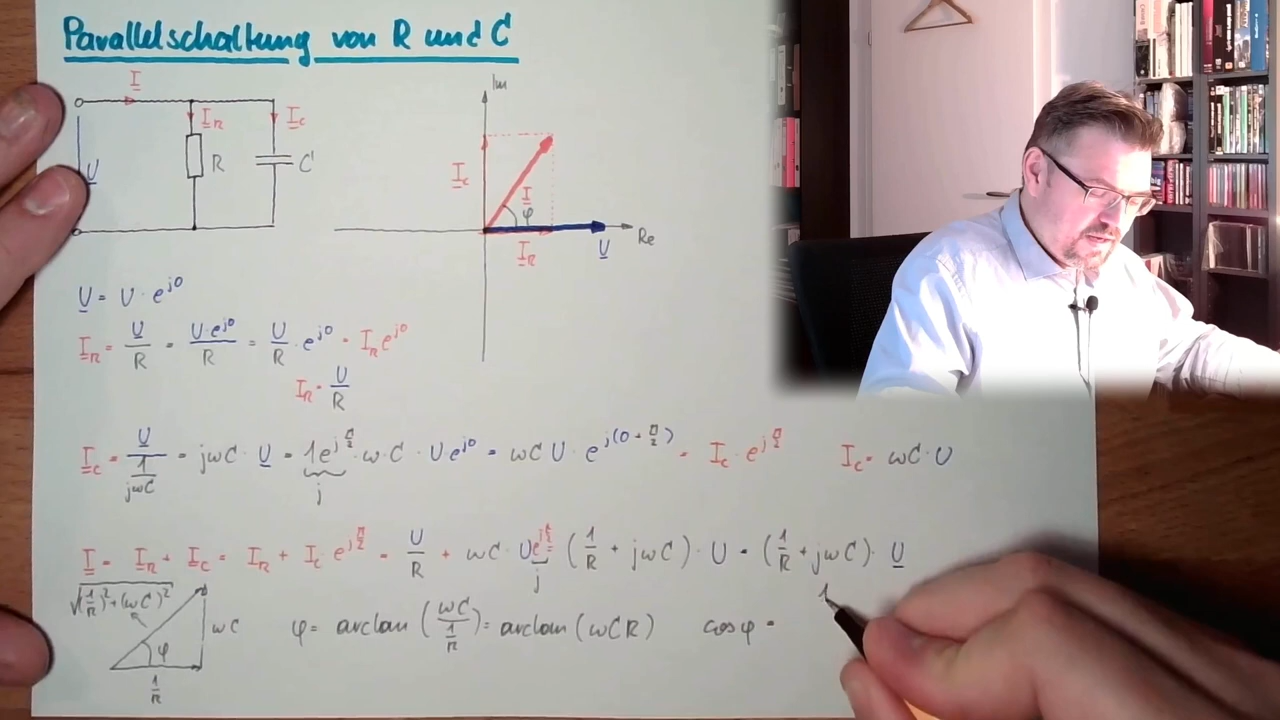 Parallelschaltung von R und C
I
I_R
I_C
U
R
C
Im
I_C
I
φ
Re
I_R
U
U = U · e^{j0}
I_R = U/R = U·e^{j0}/R = U/R · e^{j0} = I_R e^{j0}
I_R = U/R
I_C = U/(1/jωC) = jωC · U = 1e^{jπ/2} · ω · C · U e^{j0} = ωC U · e^{j(0 + π/2)} = I_C · e^{jπ/2} I_C = ωC · U
j
I = I_R + I_C = I_R + I_C e^{jπ/2} = U/R + ωC · U e^{jπ/2} = (1/R + jωC) · U = (1/R + jωC) · U
j
√((1/R)² + (ωC)²)
ωC
φ
1/R
φ = arctan (ωC/(1/R)) = arctan (ωCR) cos φ =
1